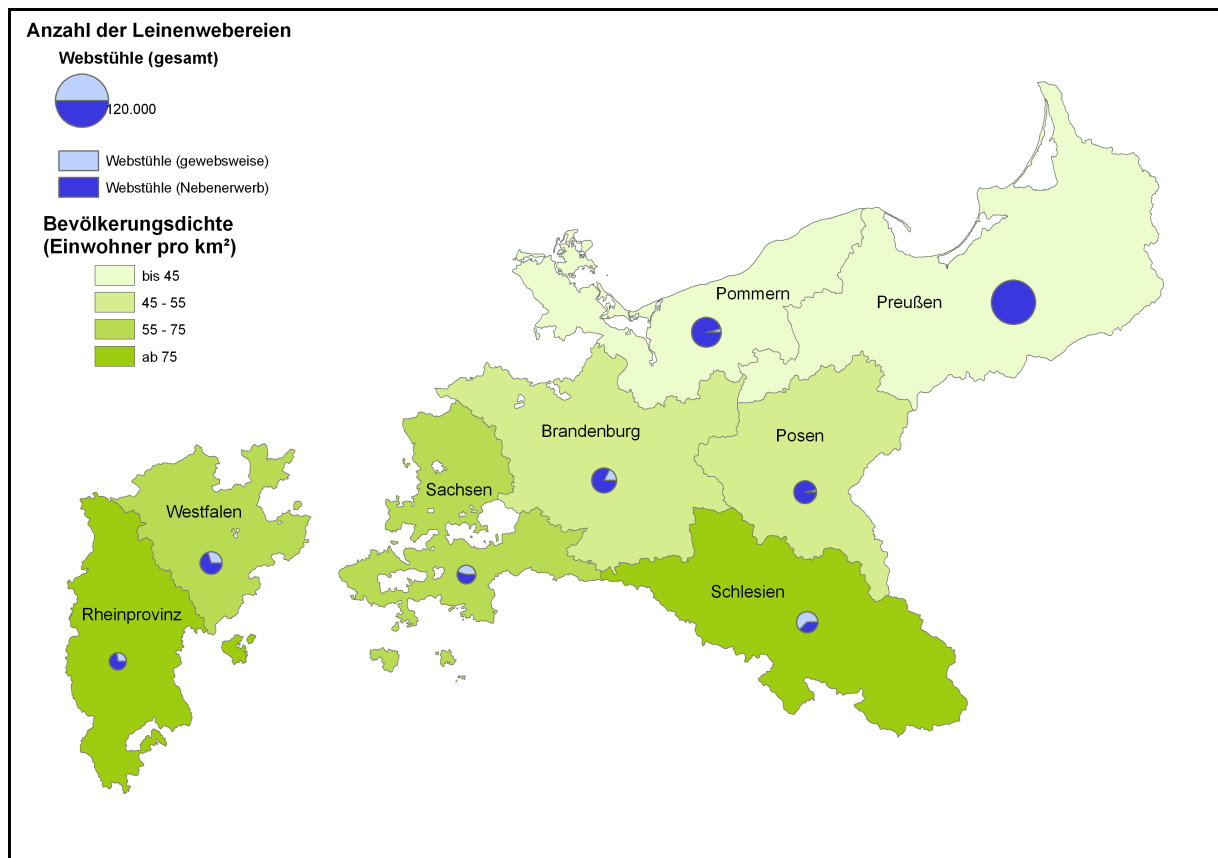 Anzahl der Leinenwebereien
Webstühle (gesamt)
120.000
Webstühle (gewebsweise)
Webstühle (Nebenerwerb)
Bevölkerungsdichte
(Einwohner pro km²)
bis 45
45 - 55
55 - 75
ab 75
Pommern
Preußen
Brandenburg
Posen
Sachsen
Westfalen
Schlesien
Rheinprovinz